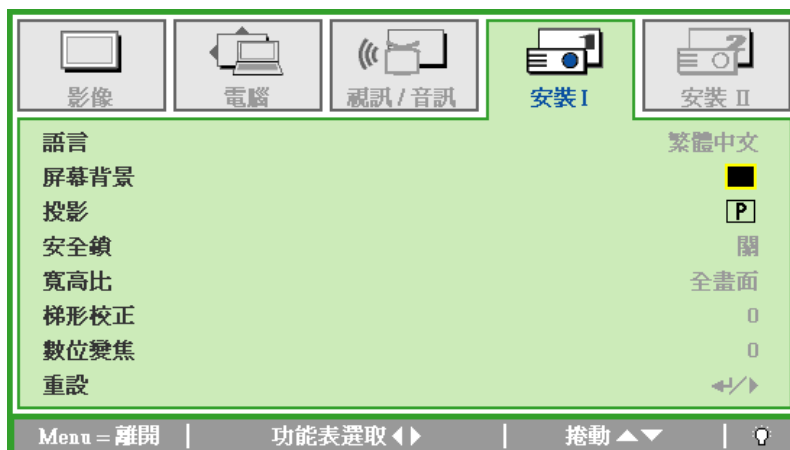 影像
電腦
視訊 / 音訊
安裝 I
安裝 II
語言 繁體中文
屏幕背景
投影 P
安全鎖 關
寬高比 全畫面
梯形校正 0
數位變焦 0
重設 ↵/▶
Menu = 離開 功能表選取 ◀▶ 捲動 ▲▼